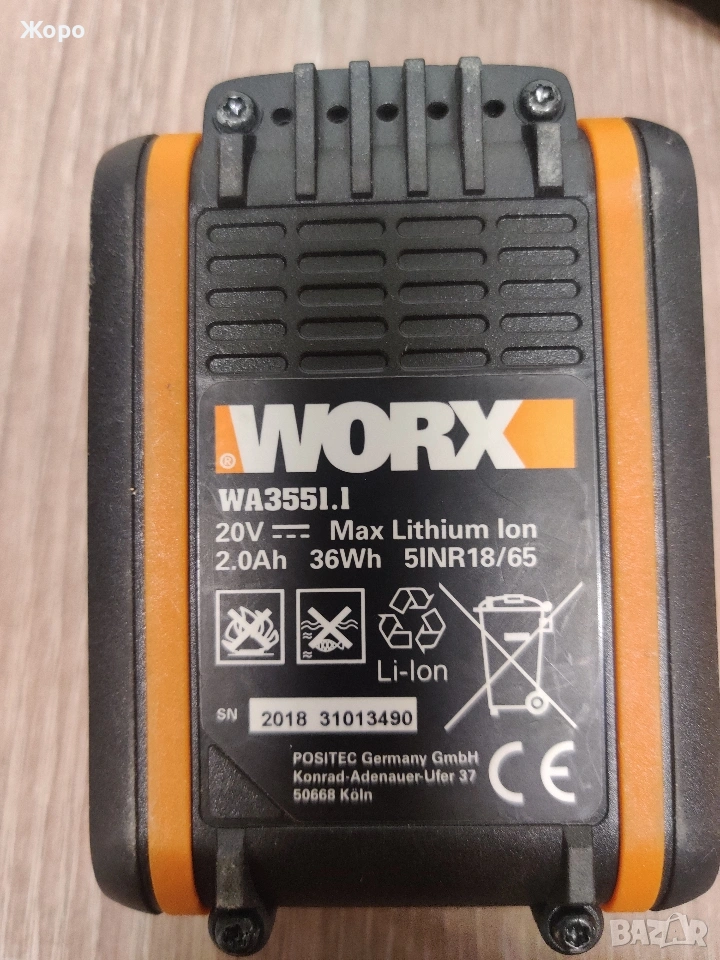 Жоро
® WORX
WA3551.1
20V Max Lithium Ion
2.0Ah 36Wh 5INR18/65
Li-Ion
SN 2018 31013490
POSITEC Germany GmbH
Konrad-Adenauer-Ufer 37
50668 Köln
CE
BAZAR